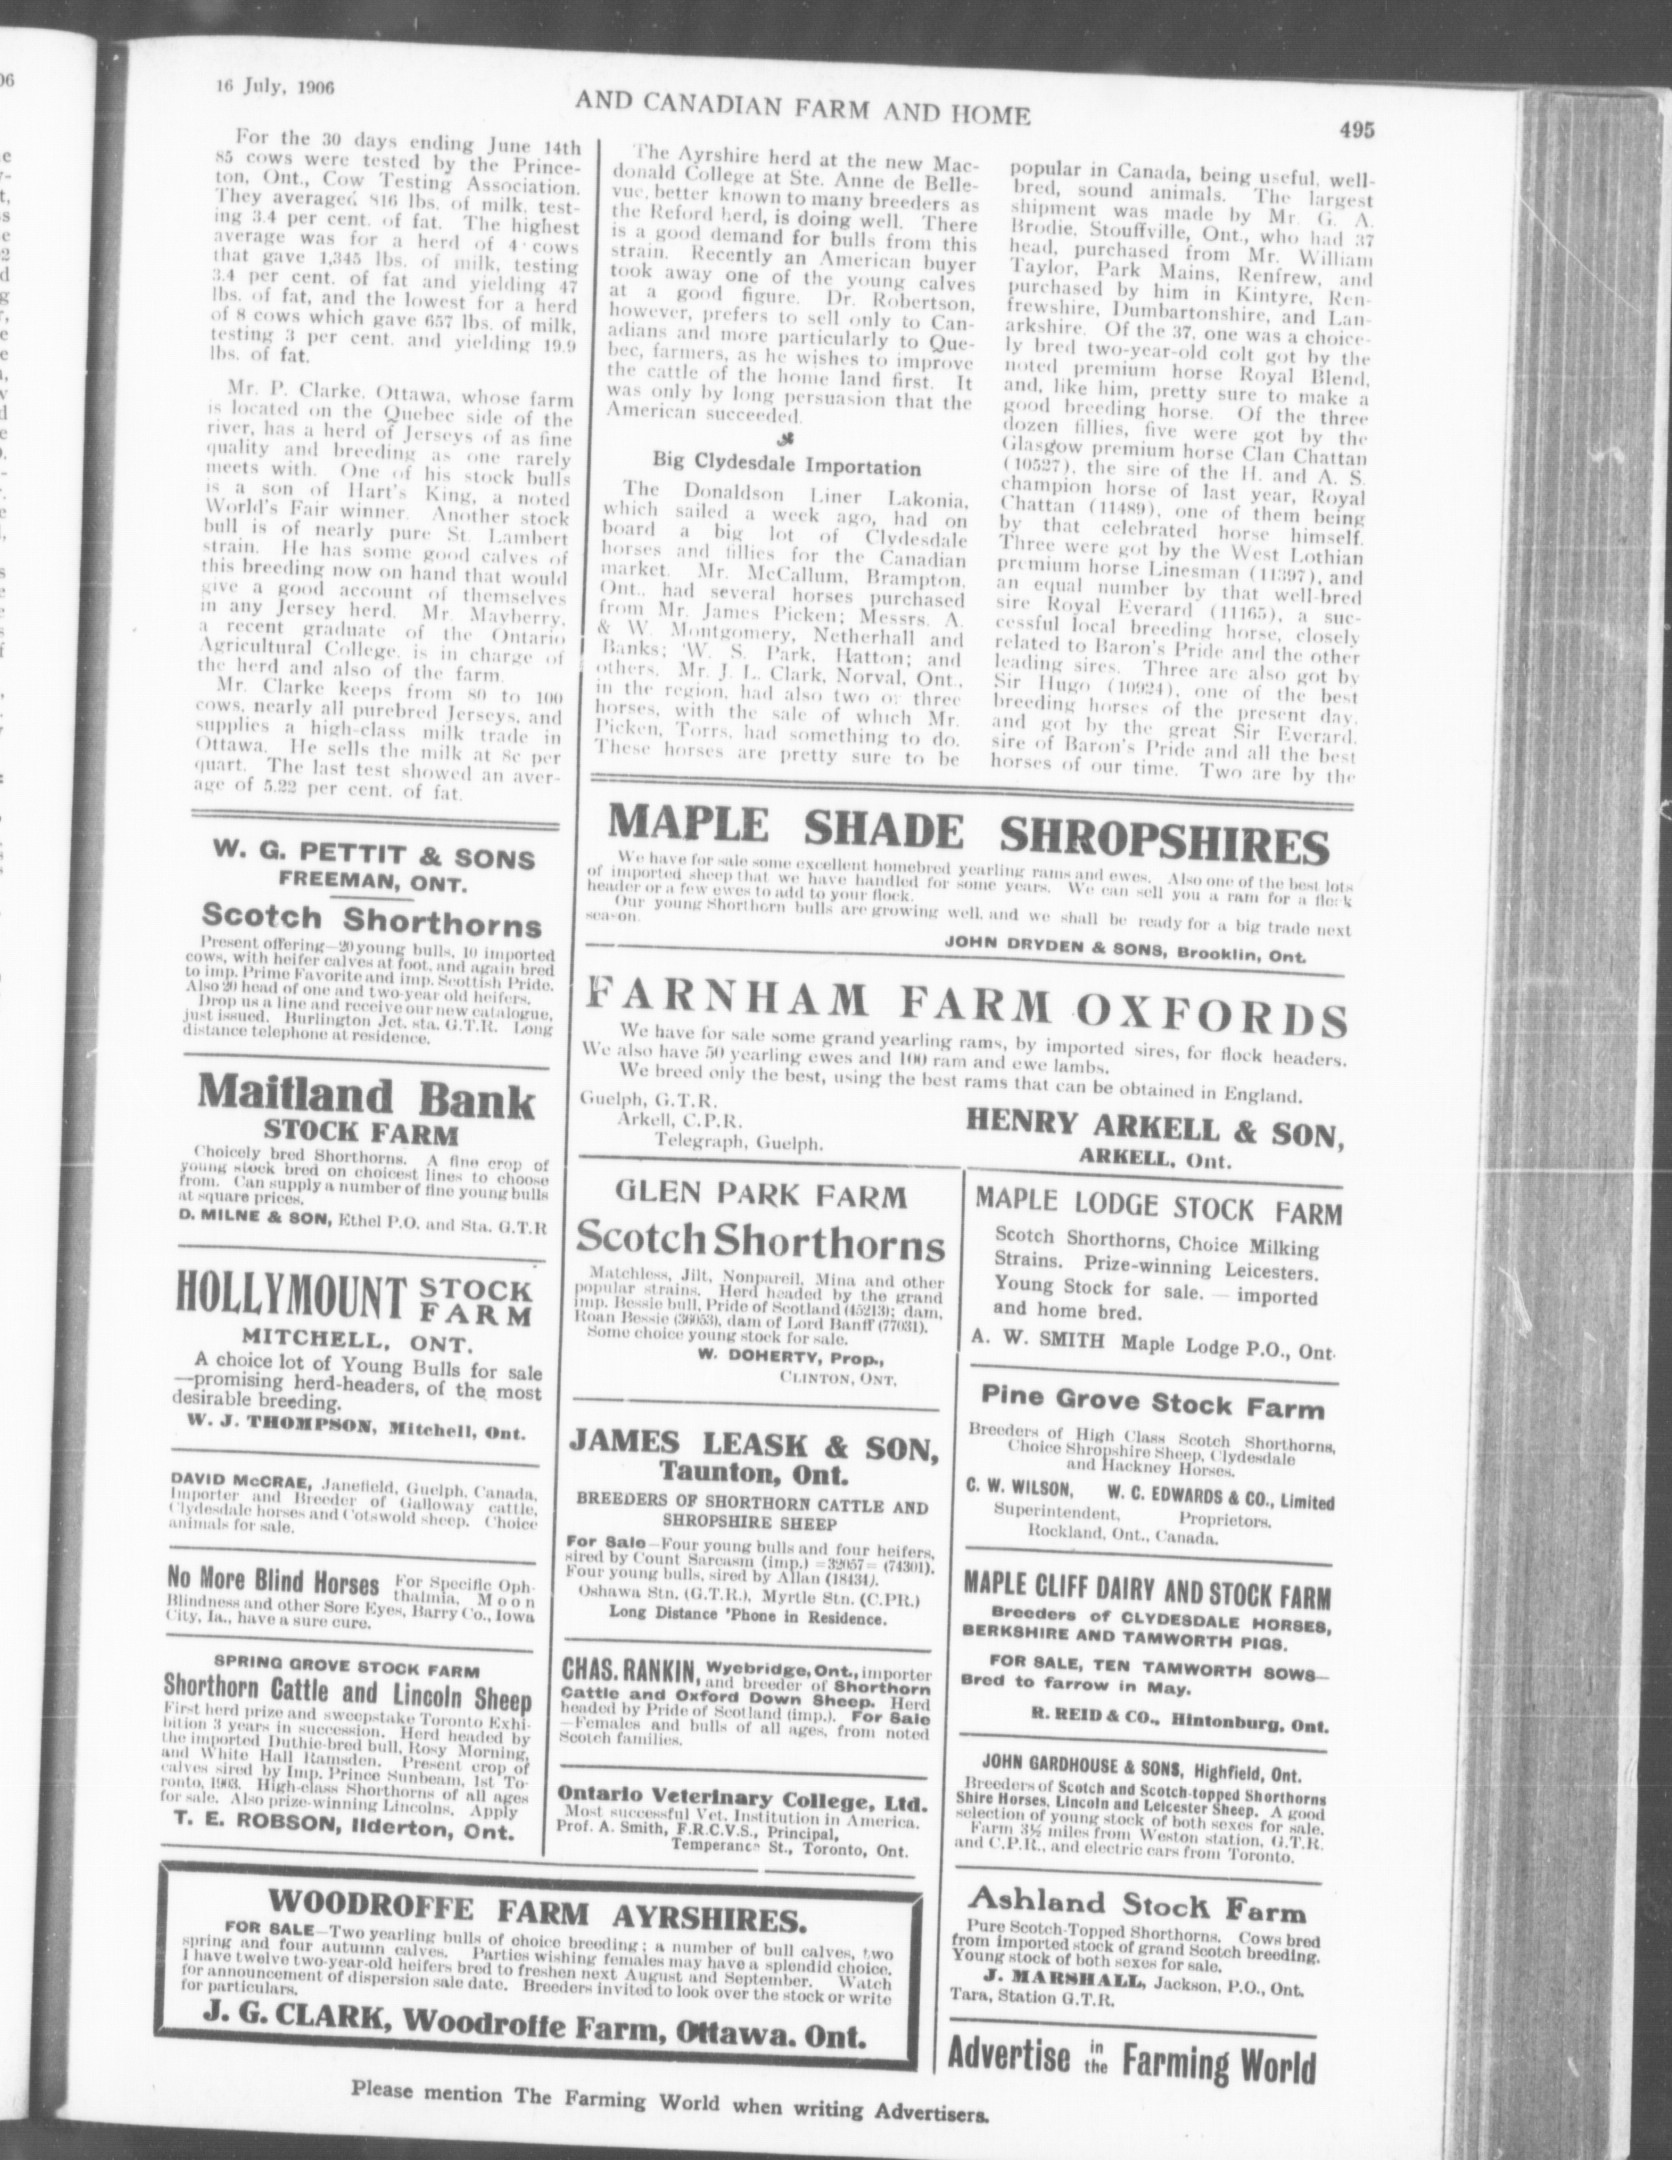 16 July, 1906
AND CANADIAN FARM AND HOME
495
For the 30 days ending June 14th
85 cows were tested by the Prince-
ton, Ont., Cow Testing Association.
They averaged 816 lbs. of milk, test-
ing 3.4 per cent. of fat. The highest
average was for a herd of 4 cows
that gave 1,345 lbs. of milk, testing
3.4 per cent. of fat and yielding 47
lbs. of fat, and the lowest for a herd
of 8 cows which gave 657 lbs. of milk,
testing 3 per cent. and yielding 19.9
lbs. of fat.
Mr. P. Clarke, Ottawa, whose farm
is located on the Quebec side of the
river, has a herd of Jerseys of as fine
quality and breeding as one rarely
meets with. One of his stock bulls
is a son of Hart's King, a noted
World's Fair winner. Another stock
bull is of nearly pure St. Lambert
strain. He has some good calves of
this breeding now on hand that would
give a good account of themselves
in any Jersey herd. Mr. Mayberry,
a recent graduate of the Ontario
Agricultural College, is in charge of
the herd and also of the farm.
Mr. Clarke keeps from 80 to 100
cows, nearly all purebred Jerseys, and
supplies a high-class milk trade in
Ottawa. He sells the milk at 8c per
quart. The last test showed an aver-
age of 5.22 per cent. of fat.
The Ayrshire herd at the new Mac-
donald College at Ste. Anne de Belle-
vue, better known to many breeders as
the Reford herd, is doing well. There
is a good demand for bulls from this
strain. Recently an American buyer
took away one of the young calves
at a good figure. Dr. Robertson,
however, prefers to sell only to Can-
adians and more particularly to Que-
bec, farmers, as he wishes to improve
the cattle of the home land first. It
was only by long persuasion that the
American succeeded.
Big Clydesdale Importation
The Donaldson Liner Lakonia,
which sailed a week ago, had on
board a big lot of Clydesdale
horses and fillies for the Canadian
market. Mr. McCallum, Brampton,
Ont., had several horses purchased
from Mr. James Picken; Messrs. A.
& W. Montgomery, Netherhall and
Banks; W. S. Park, Hatton; and
others. Mr. J. L. Clark, Norval, Ont.,
in the region, had also two or three
horses, with the sale of which Mr.
Picken, Torrs, had something to do.
These horses are pretty sure to be
popular in Canada, being useful, well-
bred, sound animals. The largest
shipment was made by Mr. G. A.
Brodie, Stouffville, Ont., who had 37
head, purchased from Mr. William
Taylor, Park Mains, Renfrew, and
purchased by him in Kintyre, Ren-
frewshire, Dumbartonshire, and Lan-
arkshire. Of the 37, one was a choice-
ly bred two-year-old colt got by the
noted premium horse Royal Blend,
and, like him, pretty sure to make a
good breeding horse. Of the three
dozen fillies, five were got by the
Glasgow premium horse Clan Chattan
(10527), the sire of the H. and A. S.
champion horse of last year, Royal
Chattan (11489), one of them being
by that celebrated horse himself.
Three were got by the West Lothian
premium horse Linesman (11397), and
an equal number by that well-bred
sire Royal Everard (11165), a suc-
cessful local breeding horse, closely
related to Baron's Pride and the other
leading sires. Three are also got by
Sir Hugo (10924), one of the best
breeding horses of the present day,
and got by the great Sir Everard,
sire of Baron's Pride and all the best
horses of our time. Two are by the
W. G. PETTIT & SONS
FREEMAN, ONT.
Scotch Shorthorns
Present offering—20 young bulls, 10 imported
cows, with heifer calves at foot, and again bred
to imp. Prime Favorite and imp. Scottish Pride.
Also 20 head of one and two-year old heifers.
Drop us a line and receive our new catalogue,
just issued. Burlington Jct. sta. G.T.R. Long
distance telephone at residence.
Maitland Bank
STOCK FARM
Choicely bred Shorthorns. A fine crop of
young stock bred on choicest lines to choose
from. Can supply a number of fine young bulls
at square prices.
D. MILNE & SON, Ethel P.O. and Sta. G.T.R
HOLLYMOUNT STOCK FARM
MITCHELL, ONT.
A choice lot of Young Bulls for sale
—promising herd-headers, of the most
desirable breeding.
W. J. THOMPSON, Mitchell, Ont.
DAVID McCRAE, Janefield, Guelph, Canada,
Importer and Breeder of Galloway cattle,
Clydesdale horses and Cotswold sheep. Choice
animals for sale.
No More Blind Horses For Specific Oph-
thalmia, Moon
Blindness and other Sore Eyes, Barry Co., Iowa
City, Ia., have a sure cure.
SPRING GROVE STOCK FARM
Shorthorn Cattle and Lincoln Sheep
First herd prize and sweepstake Toronto Exhi-
bition 3 years in succession. Herd headed by
the imported Duthie-bred bull, Rosy Morning,
and White Hall Ramsden. Present crop of
calves sired by Imp. Prince Sunbeam, 1st To-
ronto, 1903. High-class Shorthorns of all ages
for sale. Also prize-winning Lincolns. Apply
T. E. ROBSON, Ilderton, Ont.
MAPLE SHADE SHROPSHIRES
We have for sale some excellent homebred yearling rams and ewes. Also one of the best lots
of imported sheep that we have handled for some years. We can sell you a ram for a flock
header or a few ewes to add to your flock.
Our young Shorthorn bulls are growing well, and we shall be ready for a big trade next
season.
JOHN DRYDEN & SONS, Brooklin, Ont.
FARNHAM FARM OXFORDS
We have for sale some grand yearling rams, by imported sires, for flock headers.
We also have 50 yearling ewes and 100 ram and ewe lambs.
We breed only the best, using the best rams that can be obtained in England.
Guelph, G.T.R.
Arkell, C.P.R.
Telegraph, Guelph.
HENRY ARKELL & SON,
ARKELL, Ont.
GLEN PARK FARM
Scotch Shorthorns
Matchless, Jilt, Nonpareil, Mina and other
popular strains. Herd headed by the grand
imp. Bessie bull, Pride of Scotland (45213); dam,
Roan Bessie (36053), dam of Lord Banff (77031).
Some choice young stock for sale.
W. DOHERTY, Prop.,
CLINTON, ONT.
JAMES LEASK & SON,
Taunton, Ont.
BREEDERS OF SHORTHORN CATTLE AND
SHROPSHIRE SHEEP
For Sale—Four young bulls and four heifers,
sired by Count Sarcasm (imp.) =32057= (74301).
Four young bulls, sired by Allan (18434).
Oshawa Stn. (G.T.R.), Myrtle Stn. (C.PR.)
Long Distance 'Phone in Residence.
CHAS. RANKIN, Wyebridge, Ont., importer
and breeder of Shorthorn
Cattle and Oxford Down Sheep. Herd
headed by Pride of Scotland (imp.). For Sale
—Females and bulls of all ages, from noted
Scotch families.
Ontario Veterinary College, Ltd.
Most successful Vet. Institution in America.
Prof. A. Smith, F.R.C.V.S., Principal,
Temperance St., Toronto, Ont.
MAPLE LODGE STOCK FARM
Scotch Shorthorns, Choice Milking
Strains. Prize-winning Leicesters.
Young Stock for sale. — imported
and home bred.
A. W. SMITH Maple Lodge P.O., Ont.
Pine Grove Stock Farm
Breeders of High Class Scotch Shorthorns,
Choice Shropshire Sheep, Clydesdale
and Hackney Horses.
C. W. WILSON, W. C. EDWARDS & CO., Limited
Superintendent, Proprietors.
Rockland, Ont., Canada.
MAPLE CLIFF DAIRY AND STOCK FARM
Breeders of CLYDESDALE HORSES,
BERKSHIRE AND TAMWORTH PIGS.
FOR SALE, TEN TAMWORTH SOWS—
Bred to farrow in May.
R. REID & CO., Hintonburg, Ont.
JOHN GARDHOUSE & SONS, Highfield, Ont.
Breeders of Scotch and Scotch-topped Shorthorns
Shire Horses, Lincoln and Leicester Sheep. A good
selection of young stock of both sexes for sale.
Farm 3½ miles from Weston station, G.T.R.
and C.P.R., and electric cars from Toronto.
Ashland Stock Farm
Pure Scotch-Topped Shorthorns. Cows bred
from imported stock of grand Scotch breeding.
Young stock of both sexes for sale.
J. MARSHALL, Jackson, P.O., Ont.
Tara, Station G.T.R.
Advertise in the Farming World
WOODROFFE FARM AYRSHIRES.
FOR SALE—Two yearling bulls of choice breeding; a number of bull calves, two
spring and four autumn calves. Parties wishing females may have a splendid choice.
I have twelve two-year-old heifers bred to freshen next August and September. Watch
for announcement of dispersion sale date. Breeders invited to look over the stock or write
for particulars.
J. G. CLARK, Woodroffe Farm, Ottawa. Ont.
Please mention The Farming World when writing Advertisers.